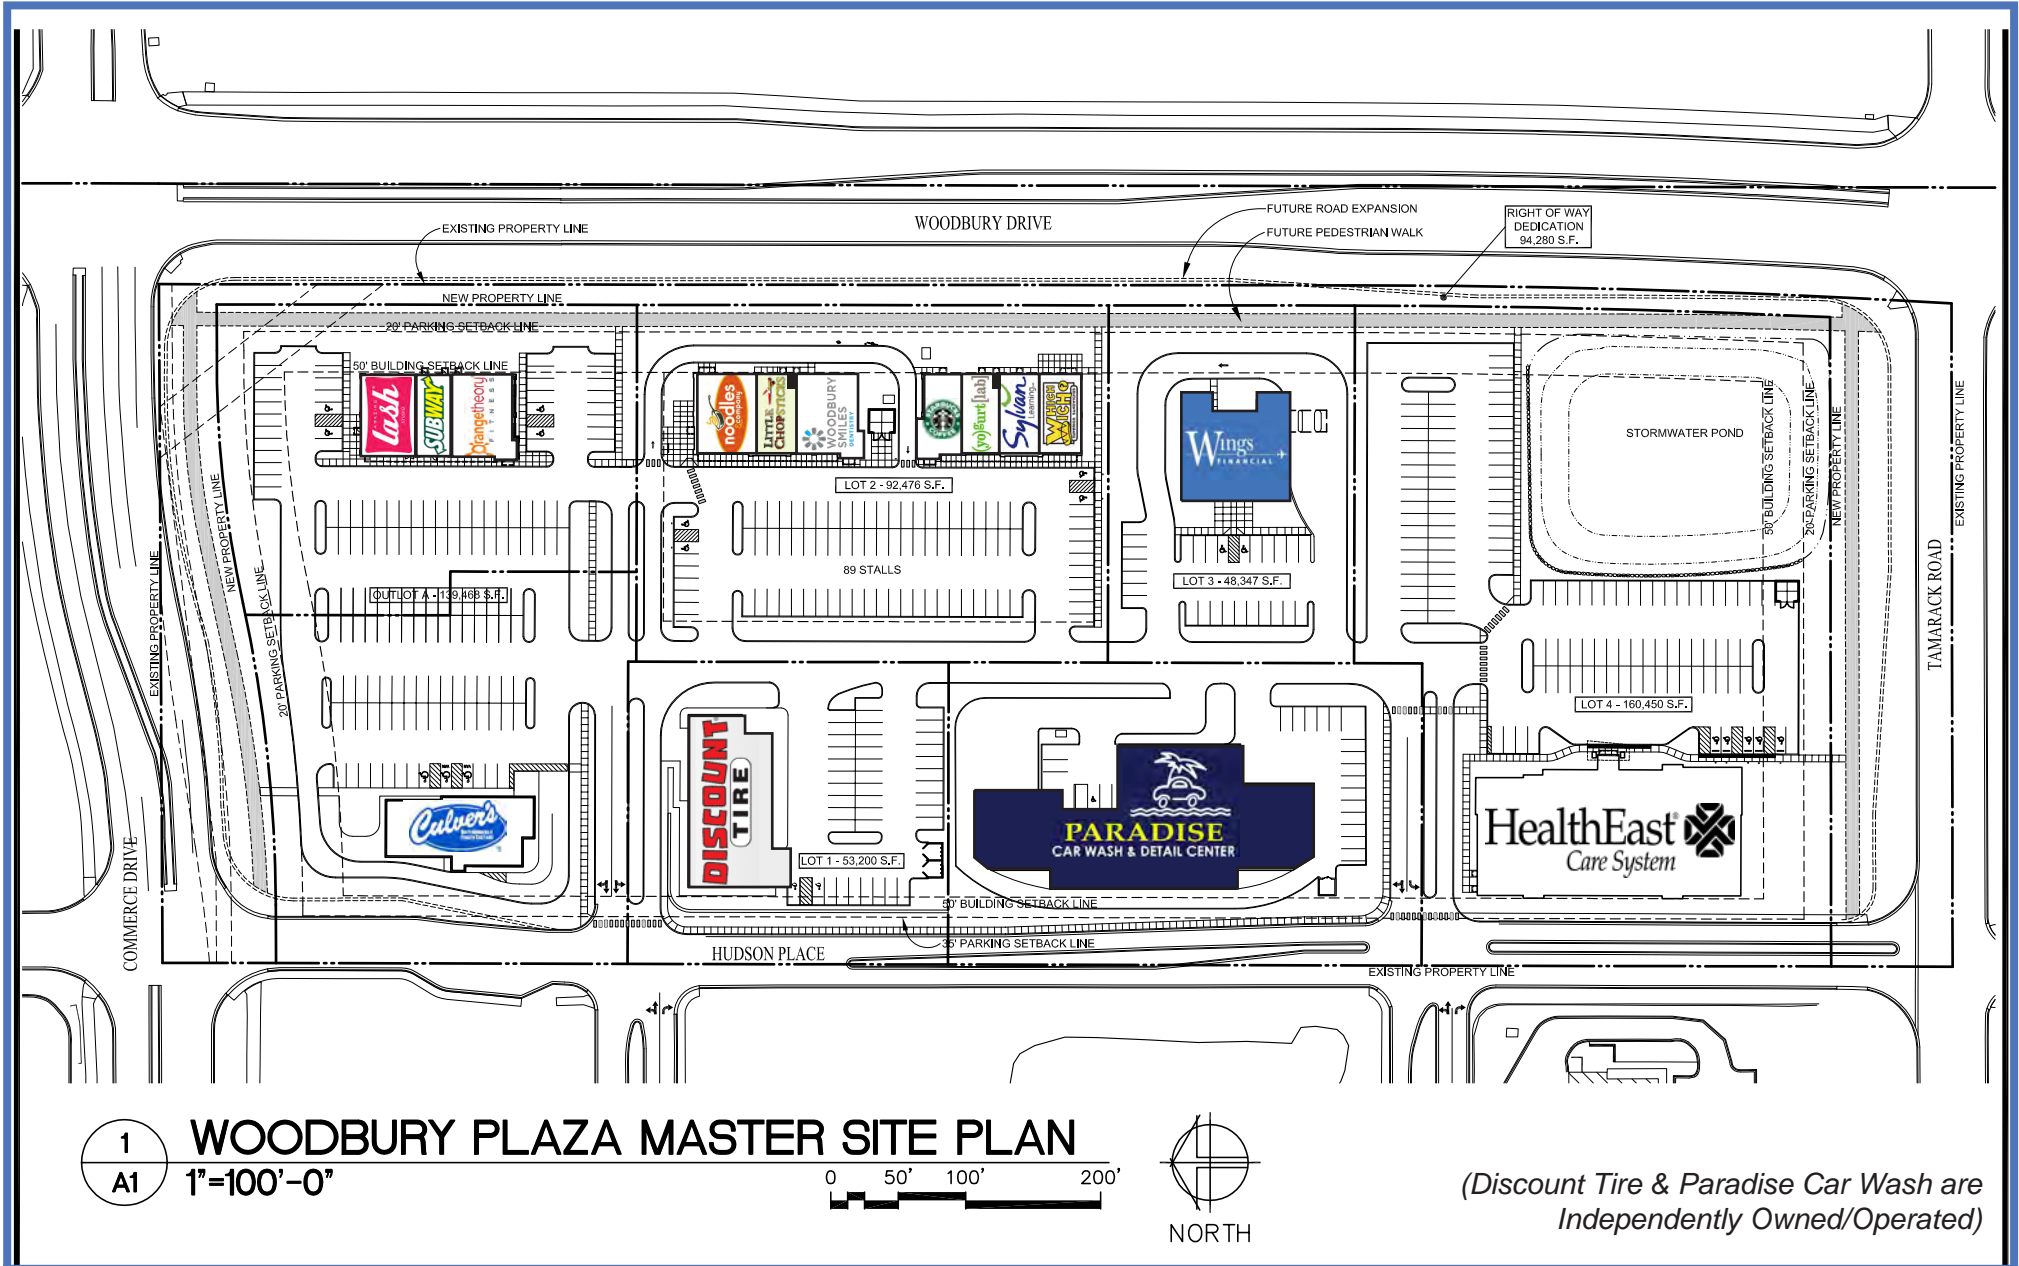 WOODBURY DRIVE
FUTURE ROAD EXPANSION
FUTURE PEDESTRIAN WALK
RIGHT OF WAY
DEDICATION
94,280 S.F.
EXISTING PROPERTY LINE
NEW PROPERTY LINE
20' PARKING SETBACK LINE
50' BUILDING SETBACK LINE
lash
SUBWAY
Orangetheory
FITNESS
noodles
& company
LITTLE
CHOPSTICKS
WOODBURY
SMILES
DENTISTRY
(yo)gurt[lab]
Sylvan
Learning
WHICH
WICH
Wings
FINANCIAL
STORMWATER POND
50' BUILDING SETBACK LINE
20' PARKING SETBACK LINE
NEW PROPERTY LINE
EXISTING PROPERTY LINE
TAMARACK ROAD
LOT 2 - 92,476 S.F.
89 STALLS
LOT 3 - 48,347 S.F.
OUTLOT A - 139,468 S.F.
NEW PROPERTY LINE
20' PARKING SETBACK LINE
EXISTING PROPERTY LINE
COMMERCE DRIVE
LOT 4 - 160,450 S.F.
Culver's
DISCOUNT
TIRE
LOT 1 - 53,200 S.F.
PARADISE
CAR WASH & DETAIL CENTER
HealthEast
Care System
50' BUILDING SETBACK LINE
35' PARKING SETBACK LINE
HUDSON PLACE
EXISTING PROPERTY LINE
1
A1
WOODBURY PLAZA MASTER SITE PLAN
1"=100'-0"
0 50' 100' 200'
NORTH
(Discount Tire & Paradise Car Wash are
Independently Owned/Operated)